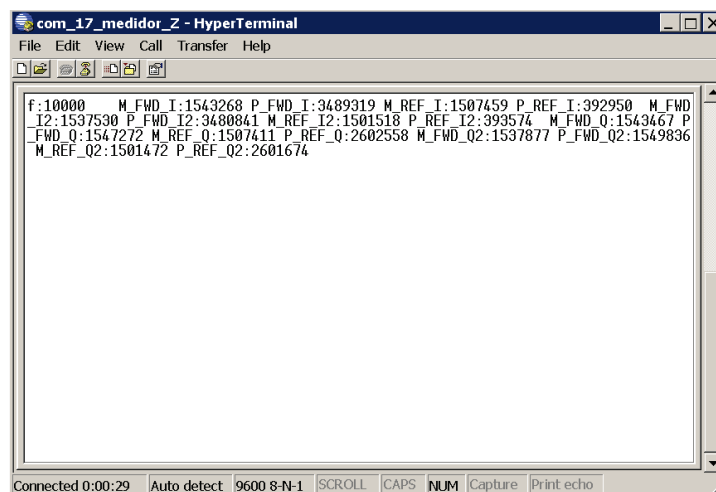 com_17_medidor_Z - HyperTerminal
File Edit View Call Transfer Help
f:10000 M_FWD_I:1543268 P_FWD_I:3489319 M_REF_I:1507459 P_REF_I:392950 M_FWD
_I2:1537530 P_FWD_I2:3480841 M_REF_I2:1501518 P_REF_I2:393574 M_FWD_Q:1543467 P
_FWD_Q:1547272 M_REF_Q:1507411 P_REF_Q:2602558 M_FWD_Q2:1537877 P_FWD_Q2:1549836
M_REF_Q2:1501472 P_REF_Q2:2601674
Connected 0:00:29 Auto detect 9600 8-N-1 SCROLL CAPS NUM Capture Print echo